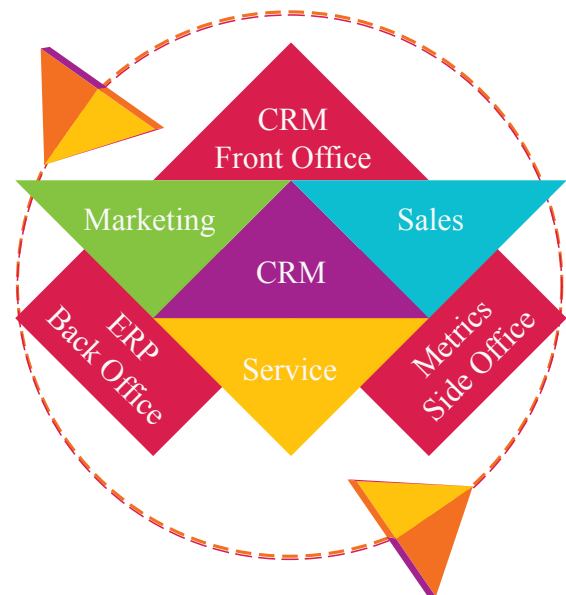 CRM
Front Office
Marketing
Sales
CRM
ERP
Back Office
Metrics
Side Office
Service